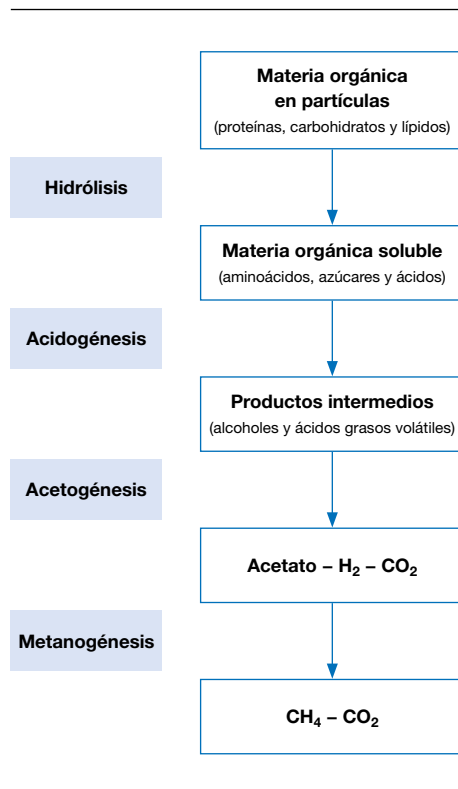 Materia orgánica
en partículas
(proteínas, carbohidratos y lípidos)
Hidrólisis
Materia orgánica soluble
(aminoácidos, azúcares y ácidos)
Acidogénesis
Productos intermedios
(alcoholes y ácidos grasos volátiles)
Acetogénesis
Acetato – H₂ – CO₂
Metanogénesis
CH₄ – CO₂